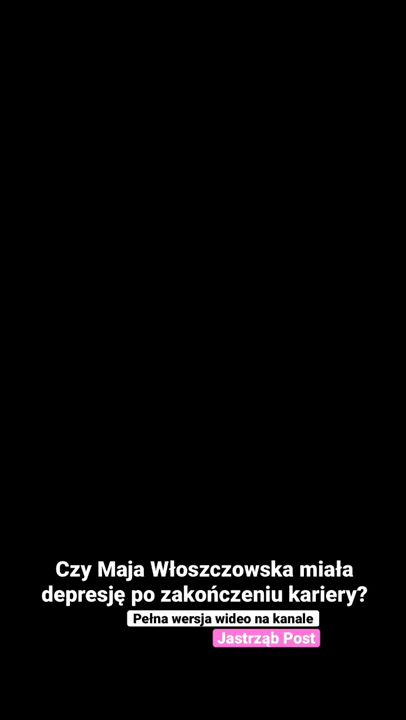 Czy Maja Włoszczowska miała
depresję po zakończeniu kariery?
Pełna wersja wideo na kanale
Jastrząb Post